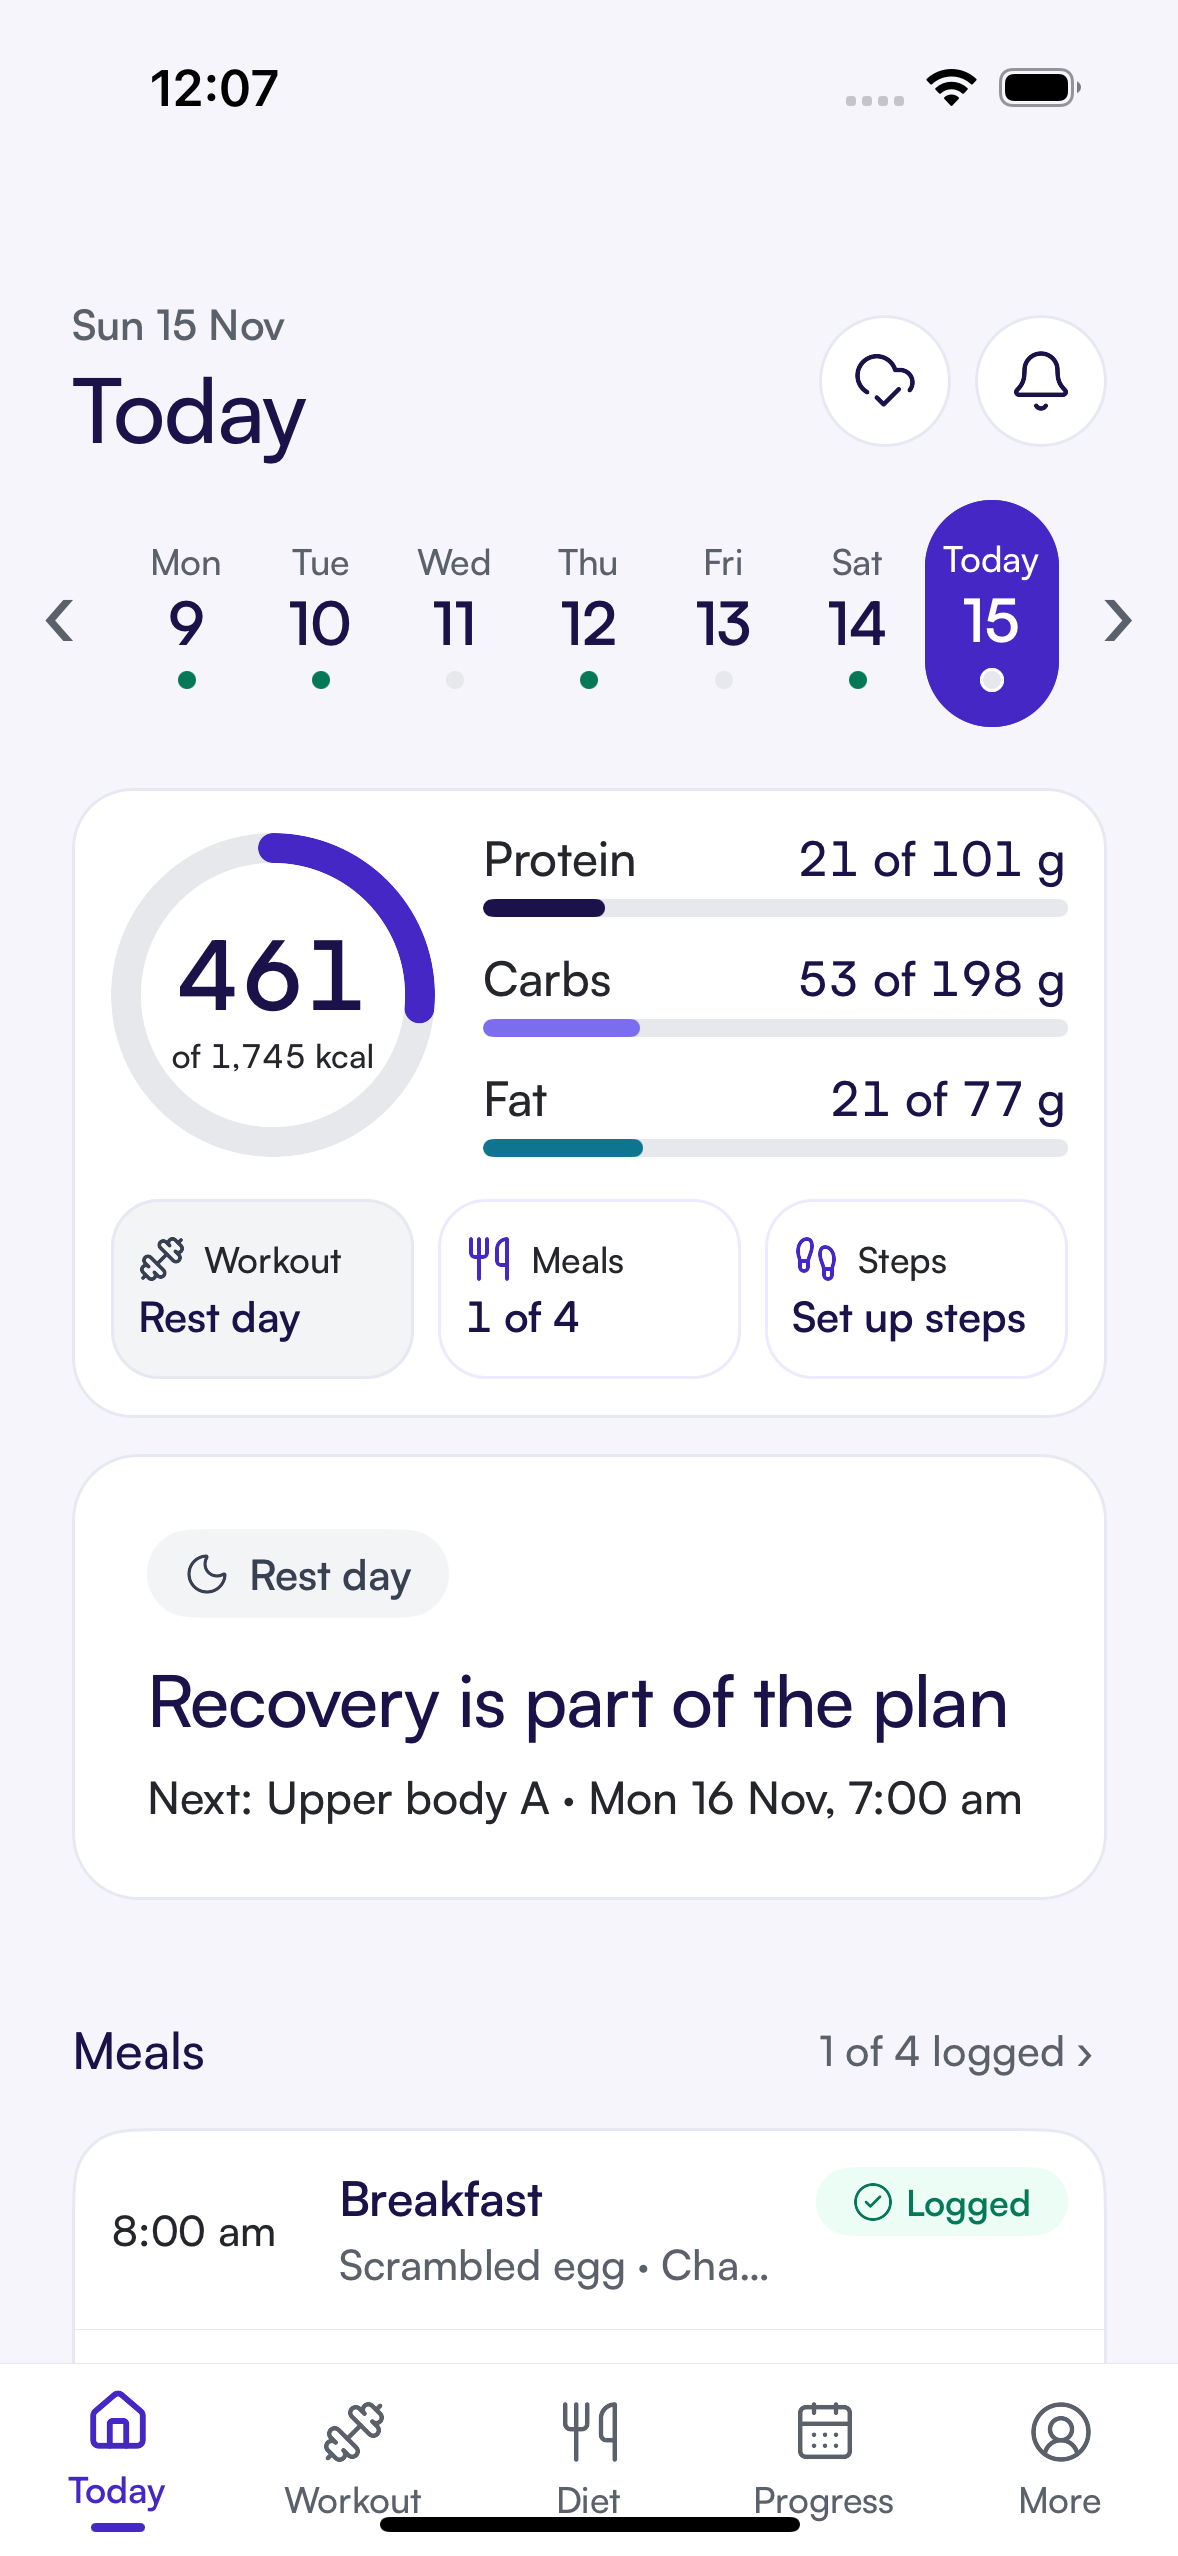 12:07
Sun 15 Nov
Today
Mon Tue Wed Thu Fri Sat Today
9 10 11 12 13 14 15
461
of 1,745 kcal
Protein 21 of 101 g
Carbs 53 of 198 g
Fat 21 of 77 g
Workout
Rest day
Meals
1 of 4
Steps
Set up steps
Rest day
Recovery is part of the plan
Next: Upper body A · Mon 16 Nov, 7:00 am
Meals 1 of 4 logged ›
8:00 am
Breakfast
Logged
Scrambled egg · Cha...
Today Workout Diet Progress More